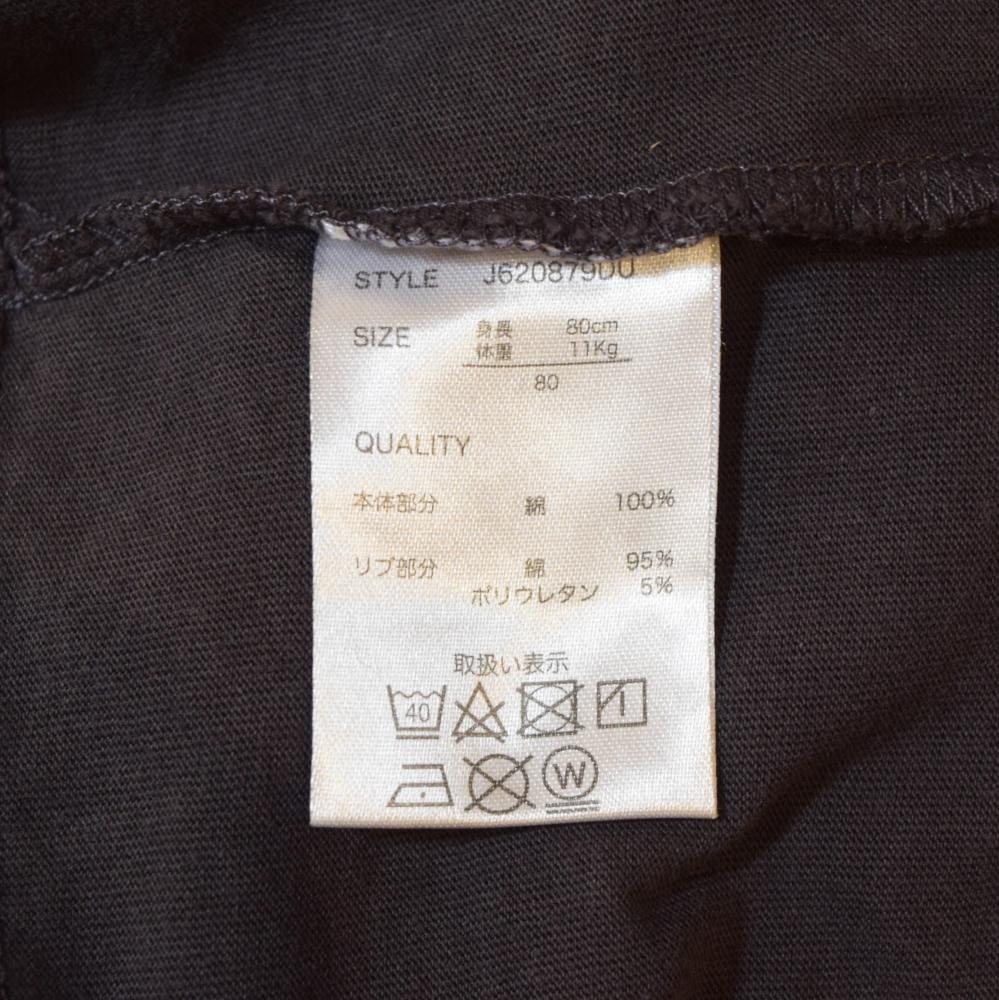 STYLE J620879DU
SIZE 身長 80cm
体重 11Kg
80
QUALITY
本体部分 綿 100%
リブ部分 綿 95%
ポリウレタン 5%
取扱い表示
40
W